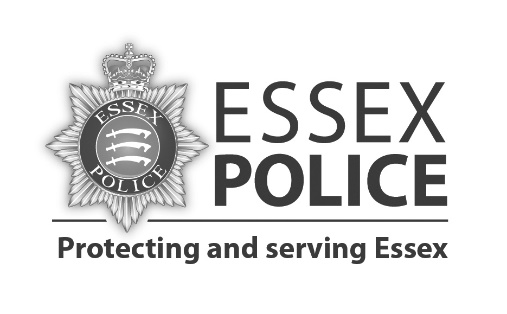 ESSEX
POLICE
ESSEX
POLICE
Protecting and serving Essex